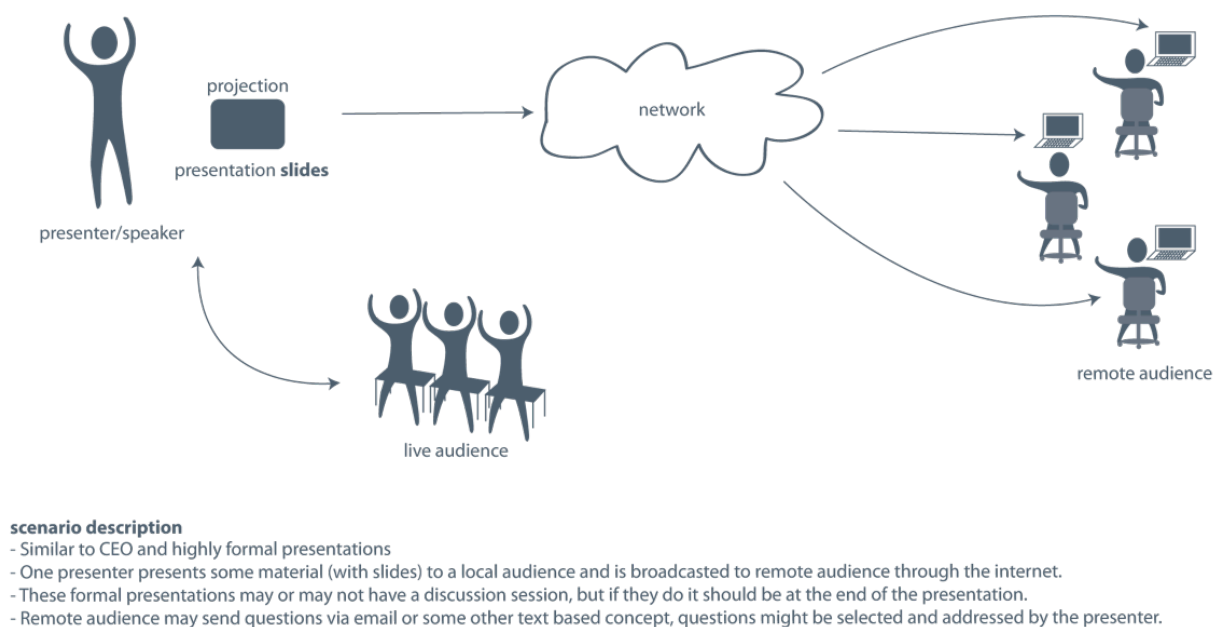 projection
presentation slides
presenter/speaker
network
live audience
remote audience
scenario description
- Similar to CEO and highly formal presentations
- One presenter presents some material (with slides) to a local audience and is broadcasted to remote audience through the internet.
- These formal presentations may or may not have a discussion session, but if they do it should be at the end of the presentation.
- Remote audience may send questions via email or some other text based concept, questions might be selected and addressed by the presenter.